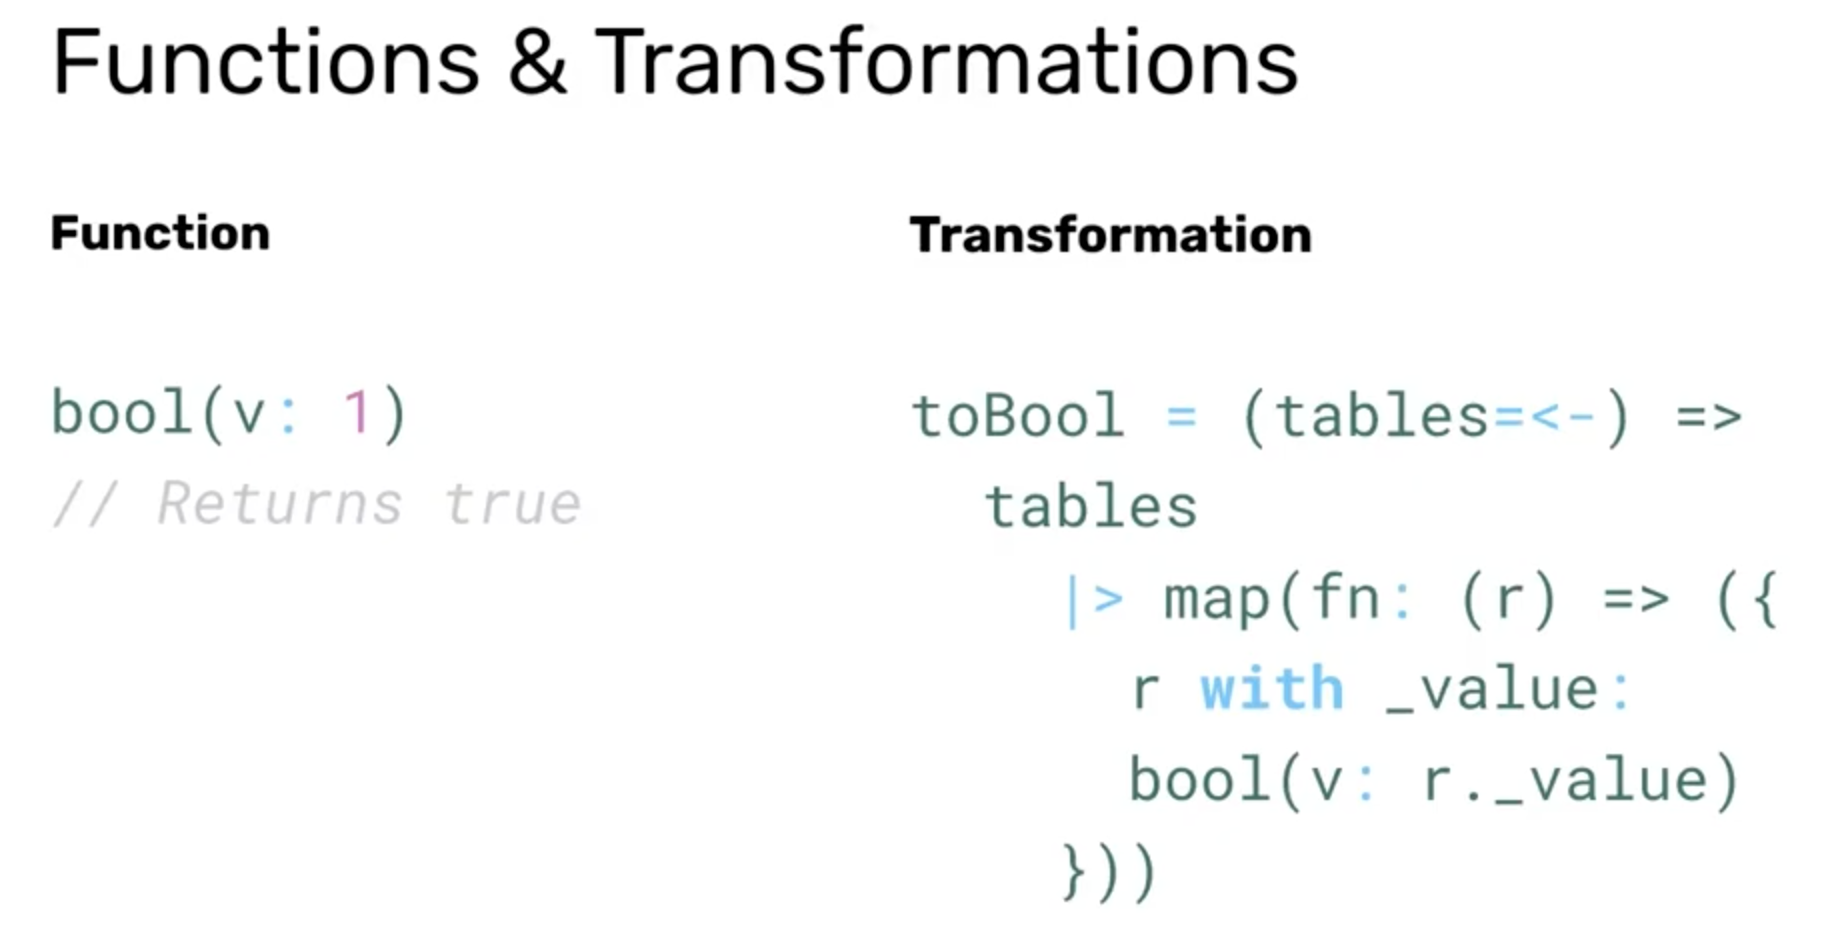 Functions & Transformations
Function
bool(v: 1)
// Returns true
Transformation
toBool = (tables=<-) =>
tables
|> map(fn: (r) => ({
r with _value:
bool(v: r._value)
}))